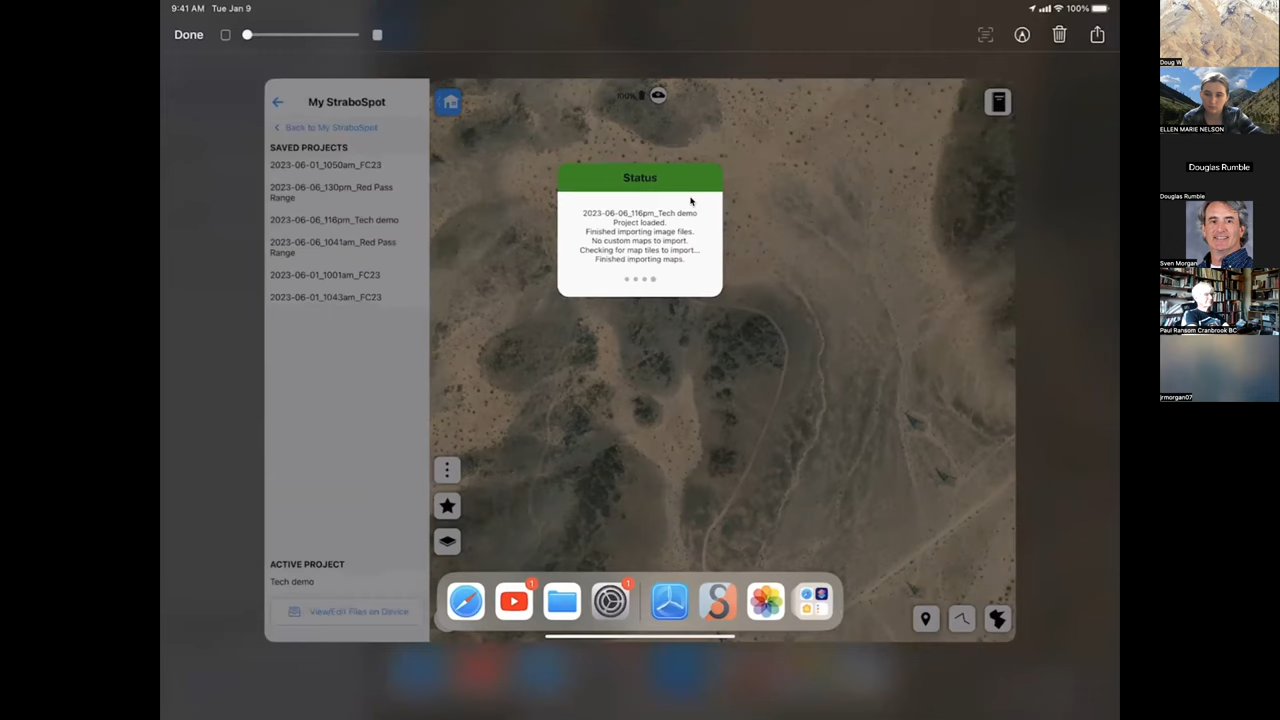 9:41 AM Tue Jan 9
100%
Done
My StraboSpot
Back to My StraboSpot
SAVED PROJECTS
2023-06-01_1050am_FC23
2023-06-06_130pm_Red Pass
Range
2023-06-06_116pm_Tech demo
2023-06-06_1041am_Red Pass
Range
2023-06-01_1001am_FC23
2023-06-01_1043am_FC23
ACTIVE PROJECT
Tech demo
View/Edit Files on Device
100%
Status
2023-06-06_116pm_Tech demo
Project loaded.
Finished importing image files.
No custom maps to import.
Checking for map tiles to import...
Finished importing maps.
1
1
Doug W
ELLEN MARIE NELSON
Douglas Rumble
Douglas Rumble
Sven Morgan
Paul Ransom Cranbrook BC
jrmorgan07